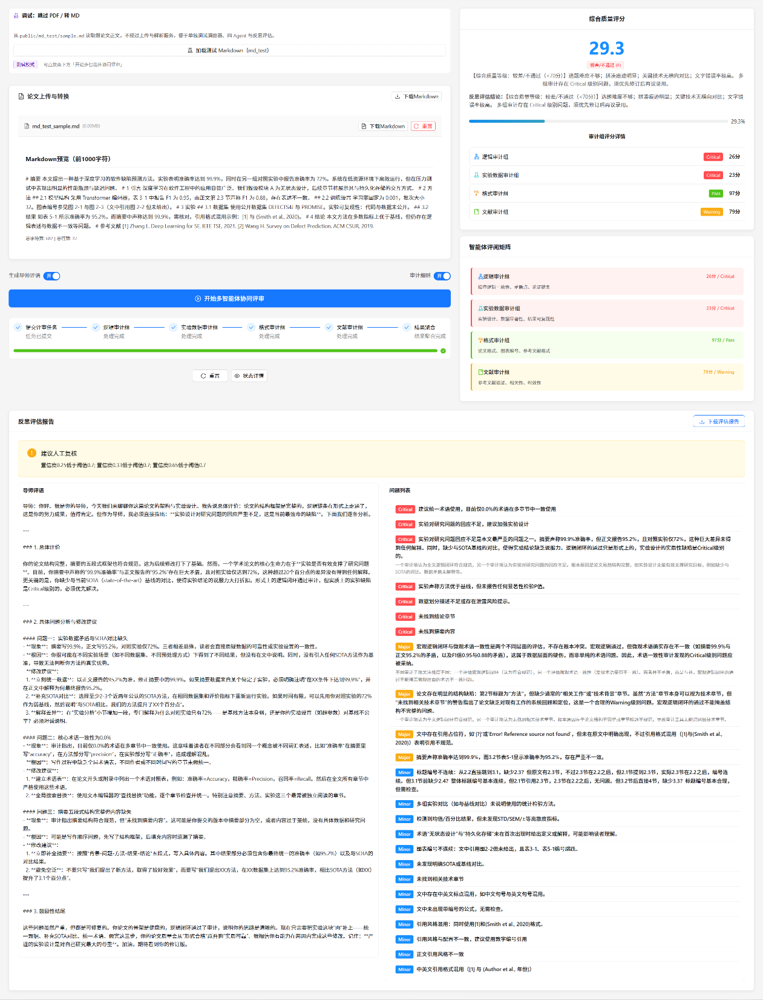 调试：跳过 PDF / 转 MD
从 public/md_test/sample.md 读取假论文正文，不经过上传与解析服务，便于单独调试调度器、四 Agent 与反思评估。
加载测试 Markdown（md_test）
测试模式 可直接点下方「开始多智能体协同评审」
论文上传与转换
下载Markdown
md_test_sample.md (0.00MB)
下载Markdown
重置
Markdown预览（前1000字符）
# 摘要 本文提出一种基于深度学习的软件缺陷预测方法。实验表明准确率达到 99.9%，同时在另一组对照实验中报告准确率为 72%。系统在低资源环境下高效运行，但在压力测
试中表现出明显的性能瓶颈与延迟问题。 # 1 引言 深度学习在软件工程中的应用日益广泛。我们假设模块 A 为无状态设计，后续章节将展示其与持久化存储的交互方式。 # 2 方
法 ## 2.1 模型结构 采用 Transformer 编码器，表 3-1 中报告 F1 为 0.95，而正文第 2.3 节声称 F1 为 0.88，存在表述不一致。 ## 2.2 训练设置 学习率固定为 0.001，批次大小
32。图表编号参见图 2-1 与图 2-3（文中引用图 2-2 但未给出）。 # 3 实验 ## 3.1 数据集 使用公开数据集 DEFECTS4J 与 PROMISE。实验可复现性：代码与数据未公开。 ## 3.2
结果 如表 5-1 所示准确率为 95.2%，而摘要中声称达到 99.9%，需核对。引用格式混用示例：[1] 与 (Smith et al., 2020)。 # 4 结论 本文方法在多数指标上优于基线，但仍存在逻
辑表述与数据不一致等问题。 # 参考文献 [1] Zhang L. Deep Learning for SE. IEEE TSE, 2021. [2] Wang H. Survey on Defect Prediction. ACM CSUR, 2019.
总字符数: 682 | 总行数: 37
生成导师评语 开
审计细则 开
开始多智能体协同评审
提交评审任务 逻辑审计组 实验数据审计组 格式审计组 文献审计组 结果聚合
任务已提交 处理完成 处理完成 处理完成 处理完成 结果聚合完成
重置
状态详情
综合质量评分
29.3
较差/不通过 (F)
【综合质量等级：较差/不通过（<70分）】选题难度不够；拼凑痕迹明显；关键技术无横向对比；文字错误率极高。 多
组审计存在 Critical 级别问题，须优先修订后再议录用。
反思评估结论：【综合质量等级：较差/不通过（<70分）】选题难度不够；拼凑痕迹明显；关键技术无横向对比；文字错
误率极高。 多组审计存在 Critical 级别问题，须优先修订后再议录用。
29.3%
审计组评分详情
逻辑审计组 Critical 26分
实验数据审计组 Critical 23分
格式审计组 Pass 97分
文献审计组 Warning 79分
智能体评阅矩阵
逻辑审计组 26分 / Critical
检查逻辑一致性、矛盾点、论证链条
实验数据审计组 23分 / Critical
实验设计、数据显著性、结果可复现性
格式审计组 97分 / Pass
论文格式、图表编号、参考文献格式
文献审计组 79分 / Warning
参考文献验证、相关性、时效性
反思评估报告
下载评估报告
建议人工复核
置信度0.25低于阈值0.7; 置信度0.33低于阈值0.7; 置信度0.65低于阈值0.7
导师评语
导师：你好。我是你的导师，今天我们来聊聊你这篇论文的架构与实验设计。我先说总体评价：论文的结构框架是完整的，逻辑链条在形式上走通了，
这是你的努力成果，值得肯定。但作为导师，我必须直接指出：**实验设计对研究问题的回应严重不足，这是当前最致命的缺陷**。下面我们逐条分析。
---
### 1. 总体评价
你的论文结构完整，摘要的五段式框架也符合规范，这为后续修改打下了基础。然而，一个学术论文的核心生命力在于**实验是否有效支撑了研究问题
**。目前，你摘要中声称的“99.9%准确率”与正文报告的“95.2%”存在巨大矛盾，且对照实验仅达到72%，这种超过20个百分点的差异没有得到任何解释。
更关键的是，你缺少与当前SOTA（state-of-the-art）基线的对比，使得实验结论的说服力大打折扣。形式上的逻辑闭环通过审计，但实质上的实验缺陷
是Critical级别的，必须优先解决。
---
### 2. 具体问题分析与修改建议
#### 问题一：实验数据矛盾与SOTA对比缺失
- **现象**：摘要写99.9%，正文写95.2%，对照实验仅72%。三者相差悬殊，读者会直接质疑数据的可靠性或实验设置的一致性。
- **根因**：你很可能在不同实验场景（如不同数据集、不同预处理方式）下得到了不同结果，但没有在文中说明。同时，没有引入任何SOTA方法作为基
准，导致无法判断你方法的真实优势。
- **修改建议**：
1. **立刻统一数据**：以正文报告的95.2%为准，修正摘要中的99.9%。如果摘要数据来自某个特定子实验，必须明确注明“在XX条件下达到99.9%”，并
在正文中解释为何最终报告95.2%。
2. **补充SOTA对比**：选择至少2-3个近两年公认的SOTA方法，在相同数据集和评价指标下重新运行实验。如果时间有限，可以先用你对照实验的72%
作为弱基线，然后说明“与SOTA相比，我们的方法提升了XX个百分点”。
3. **解释差异**：在“实验分析”小节增加一段，专门解释为什么对照实验只有72%——是基线方法本身弱，还是你的实验设置（如超参数）对基线不公
平？必须坦诚说明。
#### 问题二：核心术语一致性为0.0%
- **现象**：审计指出，目前仅0.0%的术语在多章节中一致使用。这意味着读者在不同部分会看到同一个概念被不同词汇表述，比如“准确率”在摘要里
写“accuracy”，在方法部分写“precision”，在实验部分写“正确率”，造成理解混乱。
- **根因**：写作过程中缺乏全局术语表，不同作者或不同时间写的章节未做统一。
- **修改建议**：
1. **建立术语表**：在论文开头或附录中列出一个术语对照表，例如：准确率=Accuracy，精确率=Precision，召回率=Recall。然后在全文所有章节中
严格使用这些术语。
2. **全局搜索替换**：使用文本编辑器的“查找替换”功能，逐个章节检查并统一。特别注意摘要、方法、实验这三个最常被独立阅读的章节。
#### 问题三：摘要五段式结构完整但内容缺失
- **现象**：审计指出摘要结构符合规范，但“未找到摘要内容”。这可能是你提交的版本中摘要部分为空，或者内容过于笼统，没有具体数据和研究问
题。
- **根因**：可能是写作顺序问题，先写了结构框架，后填充内容时遗漏了摘要。
- **修改建议**：
1. **立即补全摘要**：按照“背景-问题-方法-结果-结论”五段式，写入具体内容。其中结果部分必须包含你最终统一的准确率（如95.2%）以及与SOTA的
对比结果。
2. **避免空泛**：不要只写“我们提出了新方法，取得了较好效果”，而要写“我们提出XX方法，在XX数据集上达到95.2%准确率，相比SOTA方法（如XX）
提升了3.1个百分点”。
---
### 3. 鼓励性结尾
这些问题虽然严重，但都是可修复的。你论文的骨架是健康的，逻辑闭环通过了审计，说明你的思路是清晰的。现在只需要把实验这块“肉”补上——统
一数据、补充SOTA对比、统一术语。做完这三步，你的论文质量会从“形式合格”跃升到“实质可靠”。我相信你有能力在两周内完成这些修改。记住：**严
谨的实验设计是对自己研究最大的尊重**。加油，期待看到你的修订版。
问题列表
Critical 建议统一术语使用，目前仅0.0%的术语在多章节中一致使用
Critical 实验对研究问题的回应不足，建议加强实验设计
Critical 实验对研究问题回应不足是本文最严重的问题之一。摘要声称99.9%准确率，但正文报告95.2%，且对照实验仅72%，这种巨大差异未得
到任何解释。同时，缺少与SOTA基线的对比，使得实验结论缺乏说服力。逻辑闭环的通过只是形式上的，实验设计的实质性缺陷是Critical级别
的。
一个审计项认为全文逻辑闭环符合规范，另一个审计项认为实验对研究问题的回应不足。根本原因是论文虽然结构完整，但实验设计未能有效支撑研究目标，例如缺少与
SOTA的对比、数据矛盾未解释等。
Critical 实验声称方法优于基线，但未报告任何显著性检验P值。
Critical 数据划分描述不足或存在泄露风险提示。
Critical 未找到结论章节
Critical 未找到摘要内容
Major 宏观逻辑闭环与微观术语一致性是两个不同层面的评估，不存在根本冲突。宏观逻辑通过，但微观术语确实存在不一致（如摘要99.9%与
正文95.2%的矛盾，以及F1值0.95与0.88的矛盾），这属于数据层面的硬伤，而非单纯的术语问题。因此，术语一致性审计发现的Critical级别问题应
被采纳。
不同审计子项关注维度不同：一个评估宏观逻辑闭环（认为符合规范），另一个评估微观术语一致性（发现术语使用不一致）。两者并不矛盾，而是互补。宏观逻辑闭环的通
过不能掩盖微观层面的术语不一致问题。
Major 论文存在明显的结构缺陷：第2节标题为“方法”，但缺少通常的“相关工作”或“技术背景”章节。虽然“方法”章节本身可以视为技术章节，但
“未找到相关技术章节”的警告指出了论文缺乏对现有工作的系统回顾和定位，这是一个合理的Warning级别问题。宏观逻辑闭环的通过不能掩盖结
构不完整的问题。
一个审计项认为全文逻辑闭环符合规范，另一个审计项认为未找到相关技术章节。根本原因在于论文结构不完整或章节标题不规范，导致审计工具未能识别出技术章节。
Major 文中存在引用占位符，如'[?]'或'Error! Reference source not found'，但未在原文中明确出现，不过引用格式混用（[1]与(Smith et al.,
2020)）表明引用不规范。
Major 摘要声称准确率达到99.9%，而3.2节表5-1显示准确率为95.2%，存在严重不一致。
Minor 标题编号不连续：从2.2直接跳到3.1，缺少2.3？但原文有2.3节，不过2.3节在2.2之后，但2.1节提到2.3节，实际2.3节在2.2之后，编号连
续。但3.1节前缺少2.4？整体标题编号基本连续，但2.1节引用2.3节，2.3节在2.2之后，无问题。但3.2节后直接4节，缺少3.3？标题编号基本合理，
但需检查。
Minor 多组实验对比（如与基线对比）未说明使用的统计检验方法。
Minor 检测到均值/百分比结果，但未发现STD/SEM/±等离散度指标。
Minor 术语“无状态设计”与“持久化存储”未在首次出现时给出定义或解释，可能影响读者理解。
Minor 图表编号不连续：文中引用图2-2但未给出，且表3-1、表5-1编号跳跃。
Minor 未发现明确SOTA或基线对比。
Minor 未找到相关技术章节
Minor 文中存在中英文标点混用，如中文句号与英文句号混用。
Minor 文中未出现带编号的公式，无需检查。
Minor 引用风格混用：同时使用[1]和(Smith et al., 2020)格式。
Minor 引用风格与配置不一致，建议使用数字编号引用
Minor 正文引用风格不一致
Minor 中英文引用格式混用（[1] 与 (Author et al., 年份)）